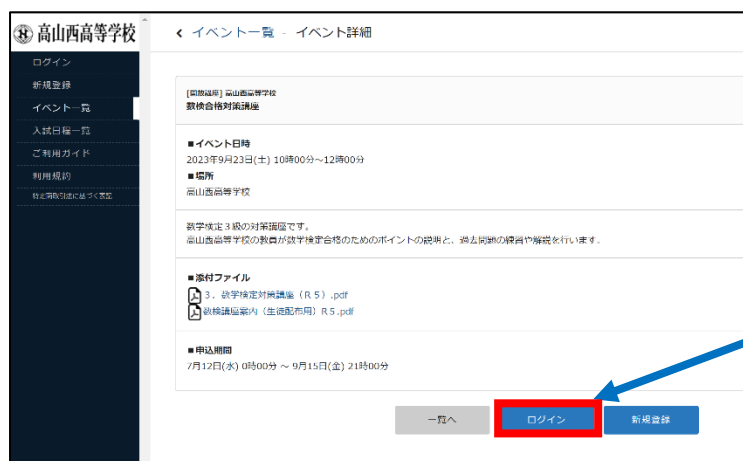 高山西高等学校
イベント一覧 - イベント詳細
ログイン
新規登録
イベント一覧
入試日程一覧
ご利用ガイド
利用規約
特定商取引法に基づく表記
[開放講座] 高山西高等学校
数検合格対策講座
■イベント日時
2023年9月23日(土) 10時00分～12時00分
■場所
高山西高等学校
数学検定３級の対策講座です。
高山西高等学校の教員が数学検定合格のためのポイントの説明と、過去問題の練習や解説を行います。
■添付ファイル
３．数学検定対策講座（Ｒ５）.pdf
数検講座案内（生徒配布用）Ｒ５.pdf
■申込期間
7月12日(水) 0時00分 ～ 9月15日(金) 21時00分
一覧へ
ログイン
新規登録